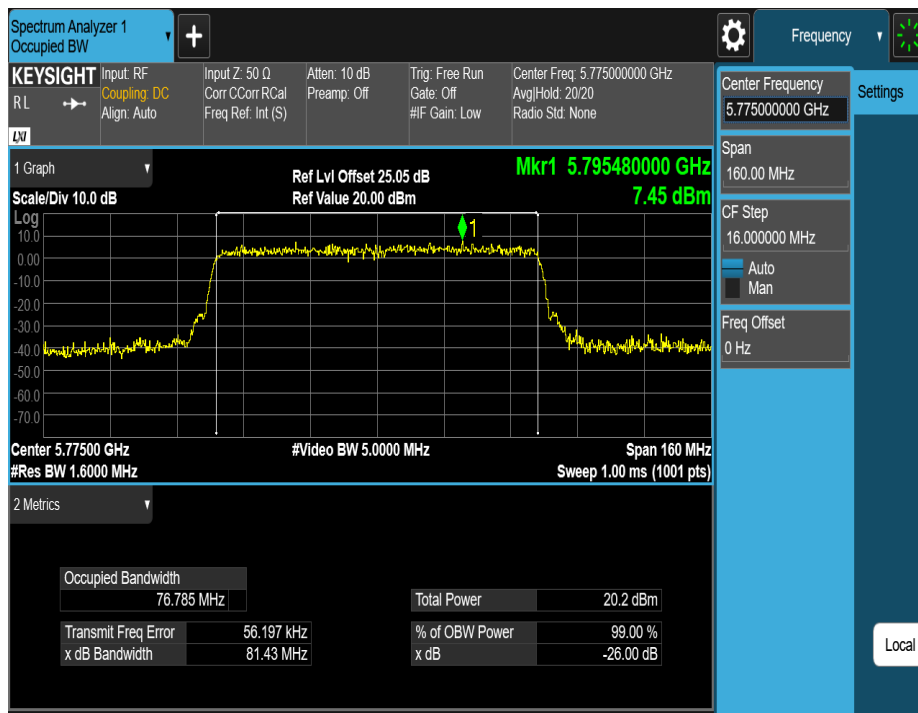 Spectrum Analyzer 1
Occupied BW
+
Frequency
KEYSIGHT
RL
LXI
Input: RF
Coupling: DC
Align: Auto
Input Z: 50 Ω
Corr CCorr RCal
Freq Ref: Int (S)
Atten: 10 dB
Preamp: Off
Trig: Free Run
Gate: Off
#IF Gain: Low
Center Freq: 5.775000000 GHz
Avg|Hold: 20/20
Radio Std: None
Center Frequency
5.775000000 GHz
Settings
Span
160.00 MHz
CF Step
16.000000 MHz
Auto
Man
Freq Offset
0 Hz
Local
1 Graph
Scale/Div 10.0 dB
Ref Lvl Offset 25.05 dB
Ref Value 20.00 dBm
Mkr1 5.795480000 GHz
7.45 dBm
Log
10.0
0.00
-10.0
-20.0
-30.0
-40.0
-50.0
-60.0
-70.0
1
Center 5.77500 GHz
#Res BW 1.6000 MHz
#Video BW 5.0000 MHz
Span 160 MHz
Sweep 1.00 ms (1001 pts)
2 Metrics
Occupied Bandwidth
76.785 MHz
Total Power 20.2 dBm
Transmit Freq Error 56.197 kHz
% of OBW Power 99.00 %
x dB Bandwidth 81.43 MHz
x dB -26.00 dB